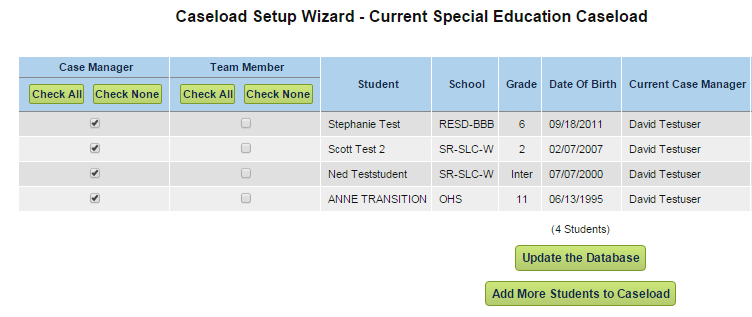 Caseload Setup Wizard - Current Special Education Caseload
Case Manager Team Member Student School Grade Date Of Birth Current Case Manager
Check All Check None Check All Check None
Stephanie Test RESD-BBB 6 09/18/2011 David Testuser
Scott Test 2 SR-SLC-W 2 02/07/2007 David Testuser
Ned Teststudent SR-SLC-W Inter 07/07/2000 David Testuser
ANNE TRANSITION OHS 11 06/13/1995 David Testuser
(4 Students)
Update the Database
Add More Students to Caseload